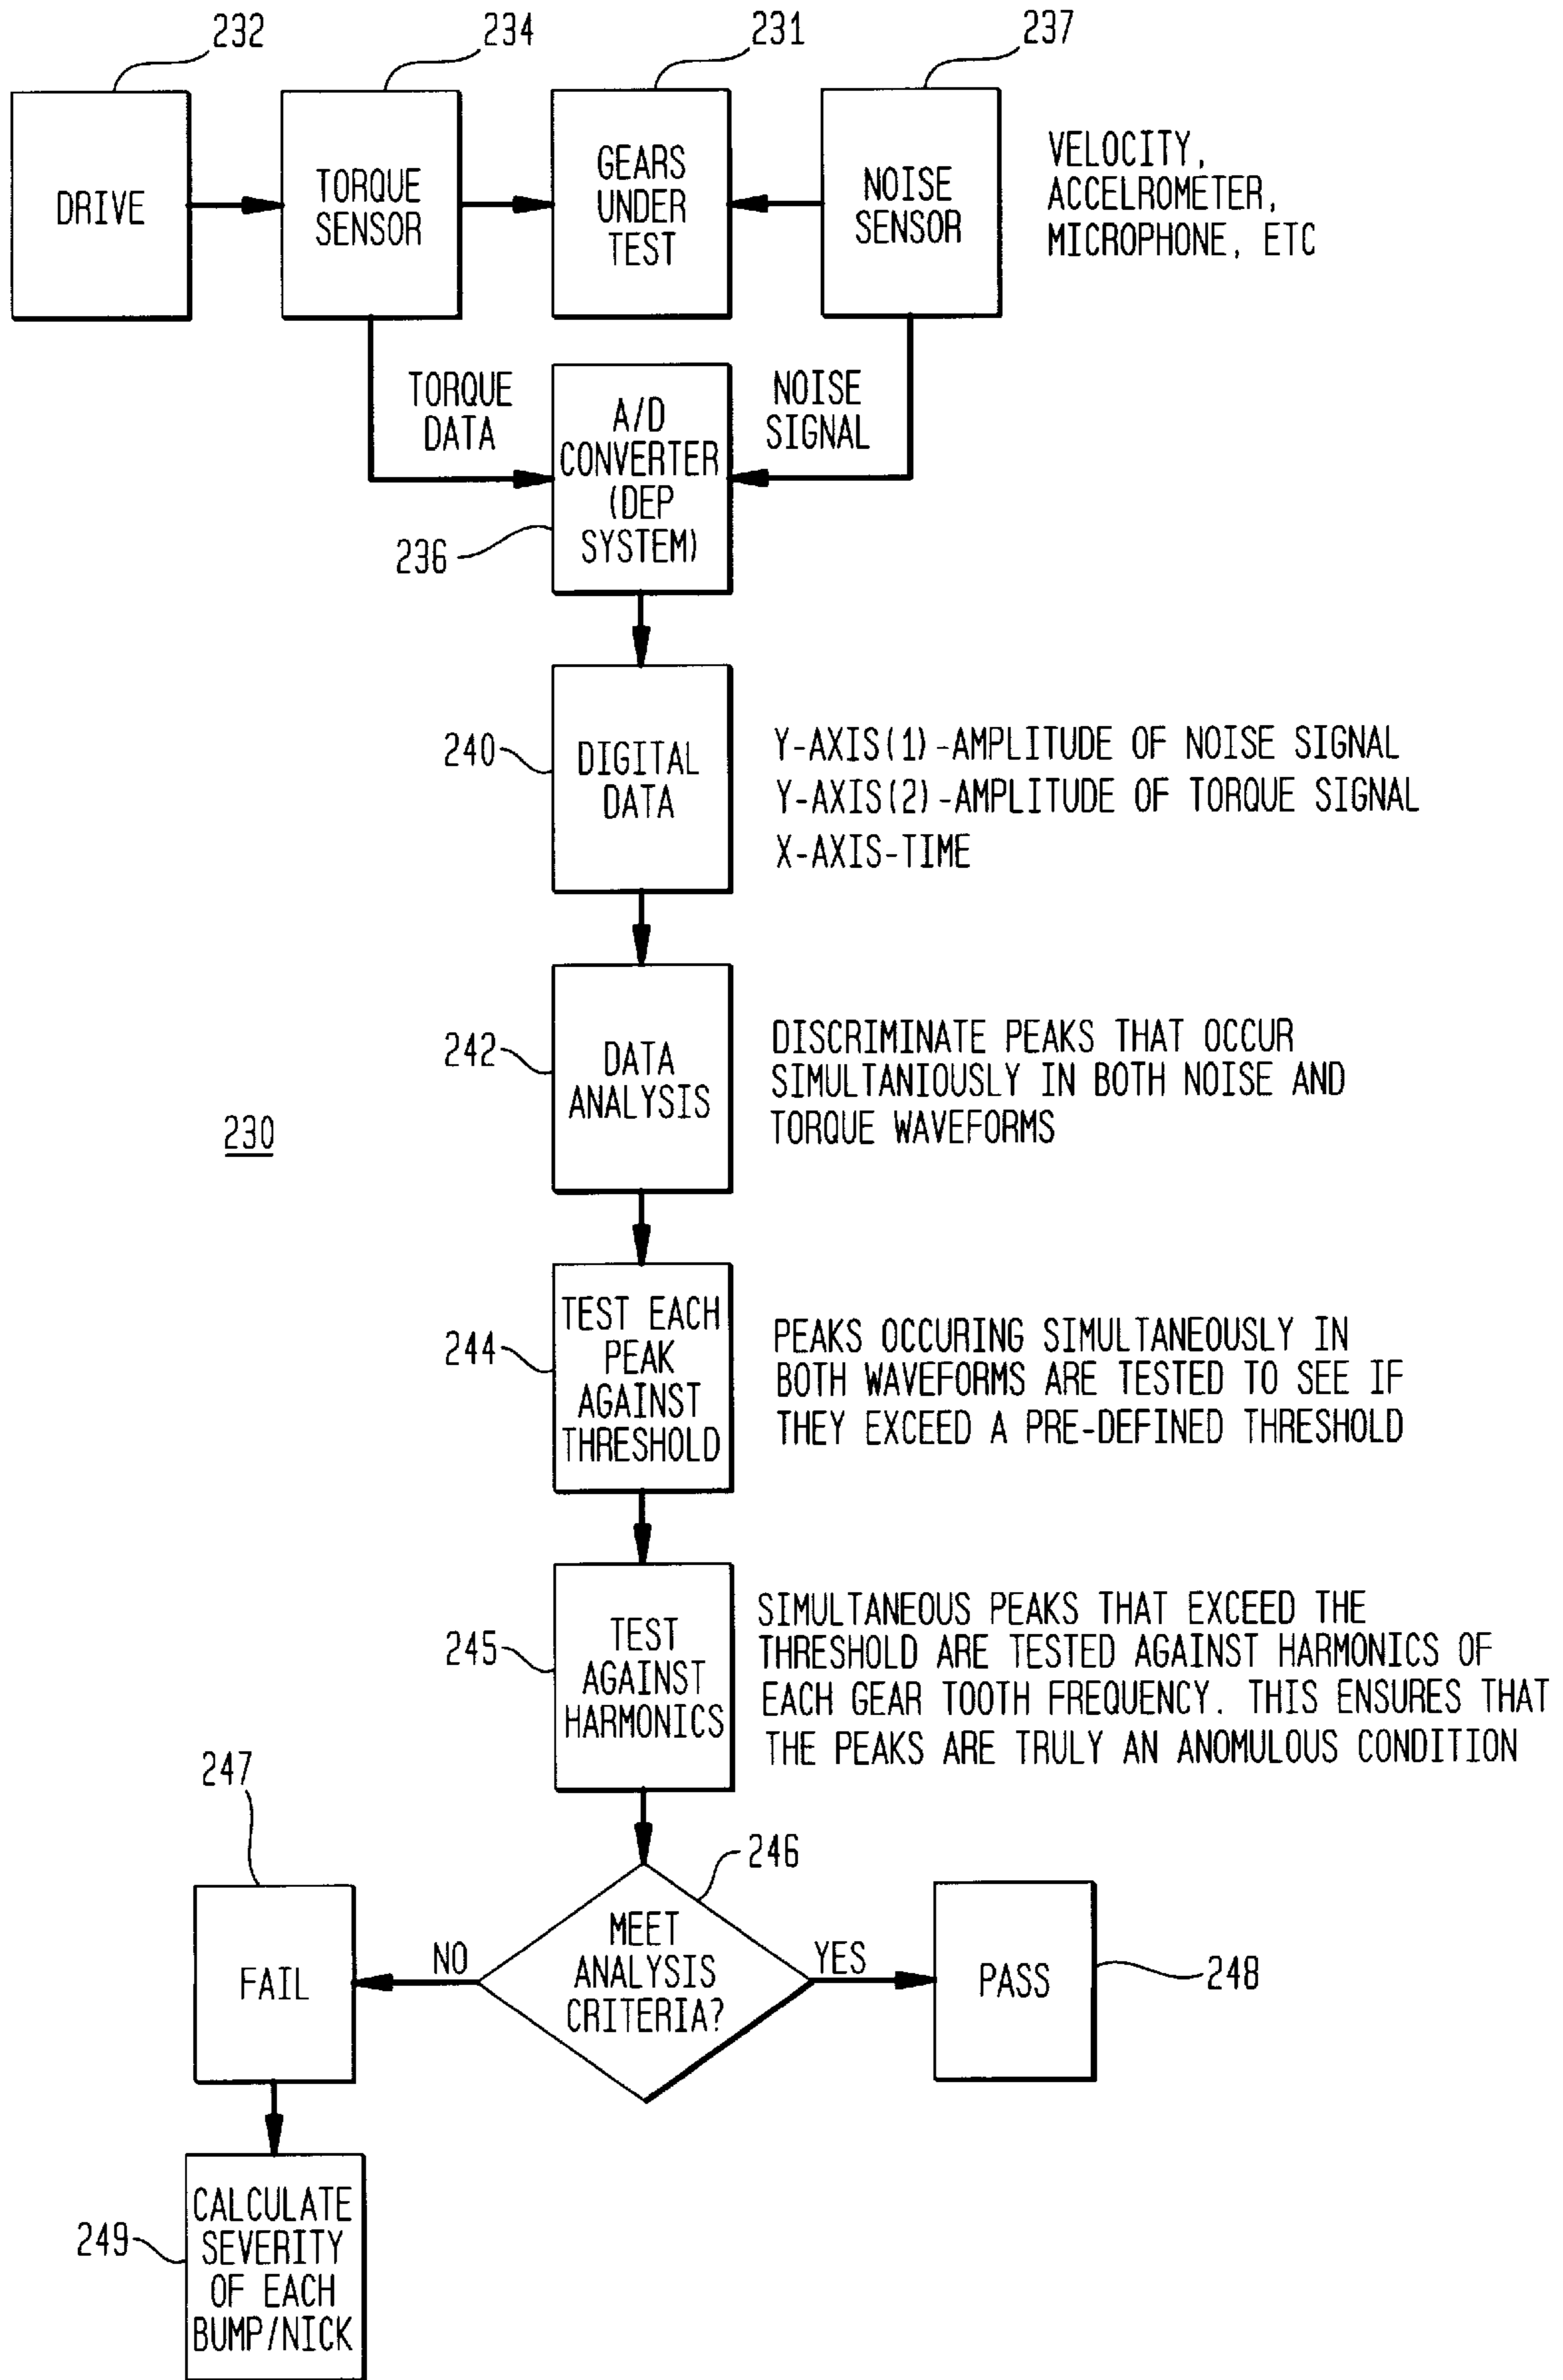 232
234
231
237
DRIVE
TORQUE
SENSOR
GEARS
UNDER
TEST
NOISE
SENSOR
VELOCITY,
ACCELROMETER,
MICROPHONE, ETC
TORQUE
DATA
A/D
CONVERTER
(DEP
SYSTEM)
NOISE
SIGNAL
236
240
DIGITAL
DATA
Y-AXIS(1)-AMPLITUDE OF NOISE SIGNAL
Y-AXIS(2)-AMPLITUDE OF TORQUE SIGNAL
X-AXIS-TIME
242
DATA
ANALYSIS
DISCRIMINATE PEAKS THAT OCCUR
SIMULTANIOUSLY IN BOTH NOISE AND
TORQUE WAVEFORMS
230
244
TEST EACH
PEAK
AGAINST
THRESHOLD
PEAKS OCCURING SIMULTANEOUSLY IN
BOTH WAVEFORMS ARE TESTED TO SEE IF
THEY EXCEED A PRE-DEFINED THRESHOLD
245
TEST
AGAINST
HARMONICS
SIMULTANEOUS PEAKS THAT EXCEED THE
THRESHOLD ARE TESTED AGAINST HARMONICS OF
EACH GEAR TOOTH FREQUENCY. THIS ENSURES THAT
THE PEAKS ARE TRULY AN ANOMULOUS CONDITION
247
246
FAIL
NO
MEET
ANALYSIS
CRITERIA?
YES
PASS
248
249
CALCULATE
SEVERITY
OF EACH
BUMP/NICK